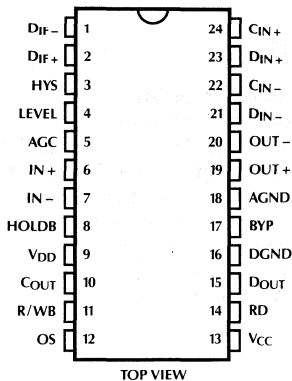 DIF− 1 24 CIN+
DIF+ 2 23 DIN+
HYS 3 22 CIN−
LEVEL 4 21 DIN−
AGC 5 20 OUT−
IN+ 6 19 OUT+
IN− 7 18 AGND
HOLDB 8 17 BYP
VDD 9 16 DGND
COUT 10 15 DOUT
R/WB 11 14 RD
OS 12 13 VCC
TOP VIEW